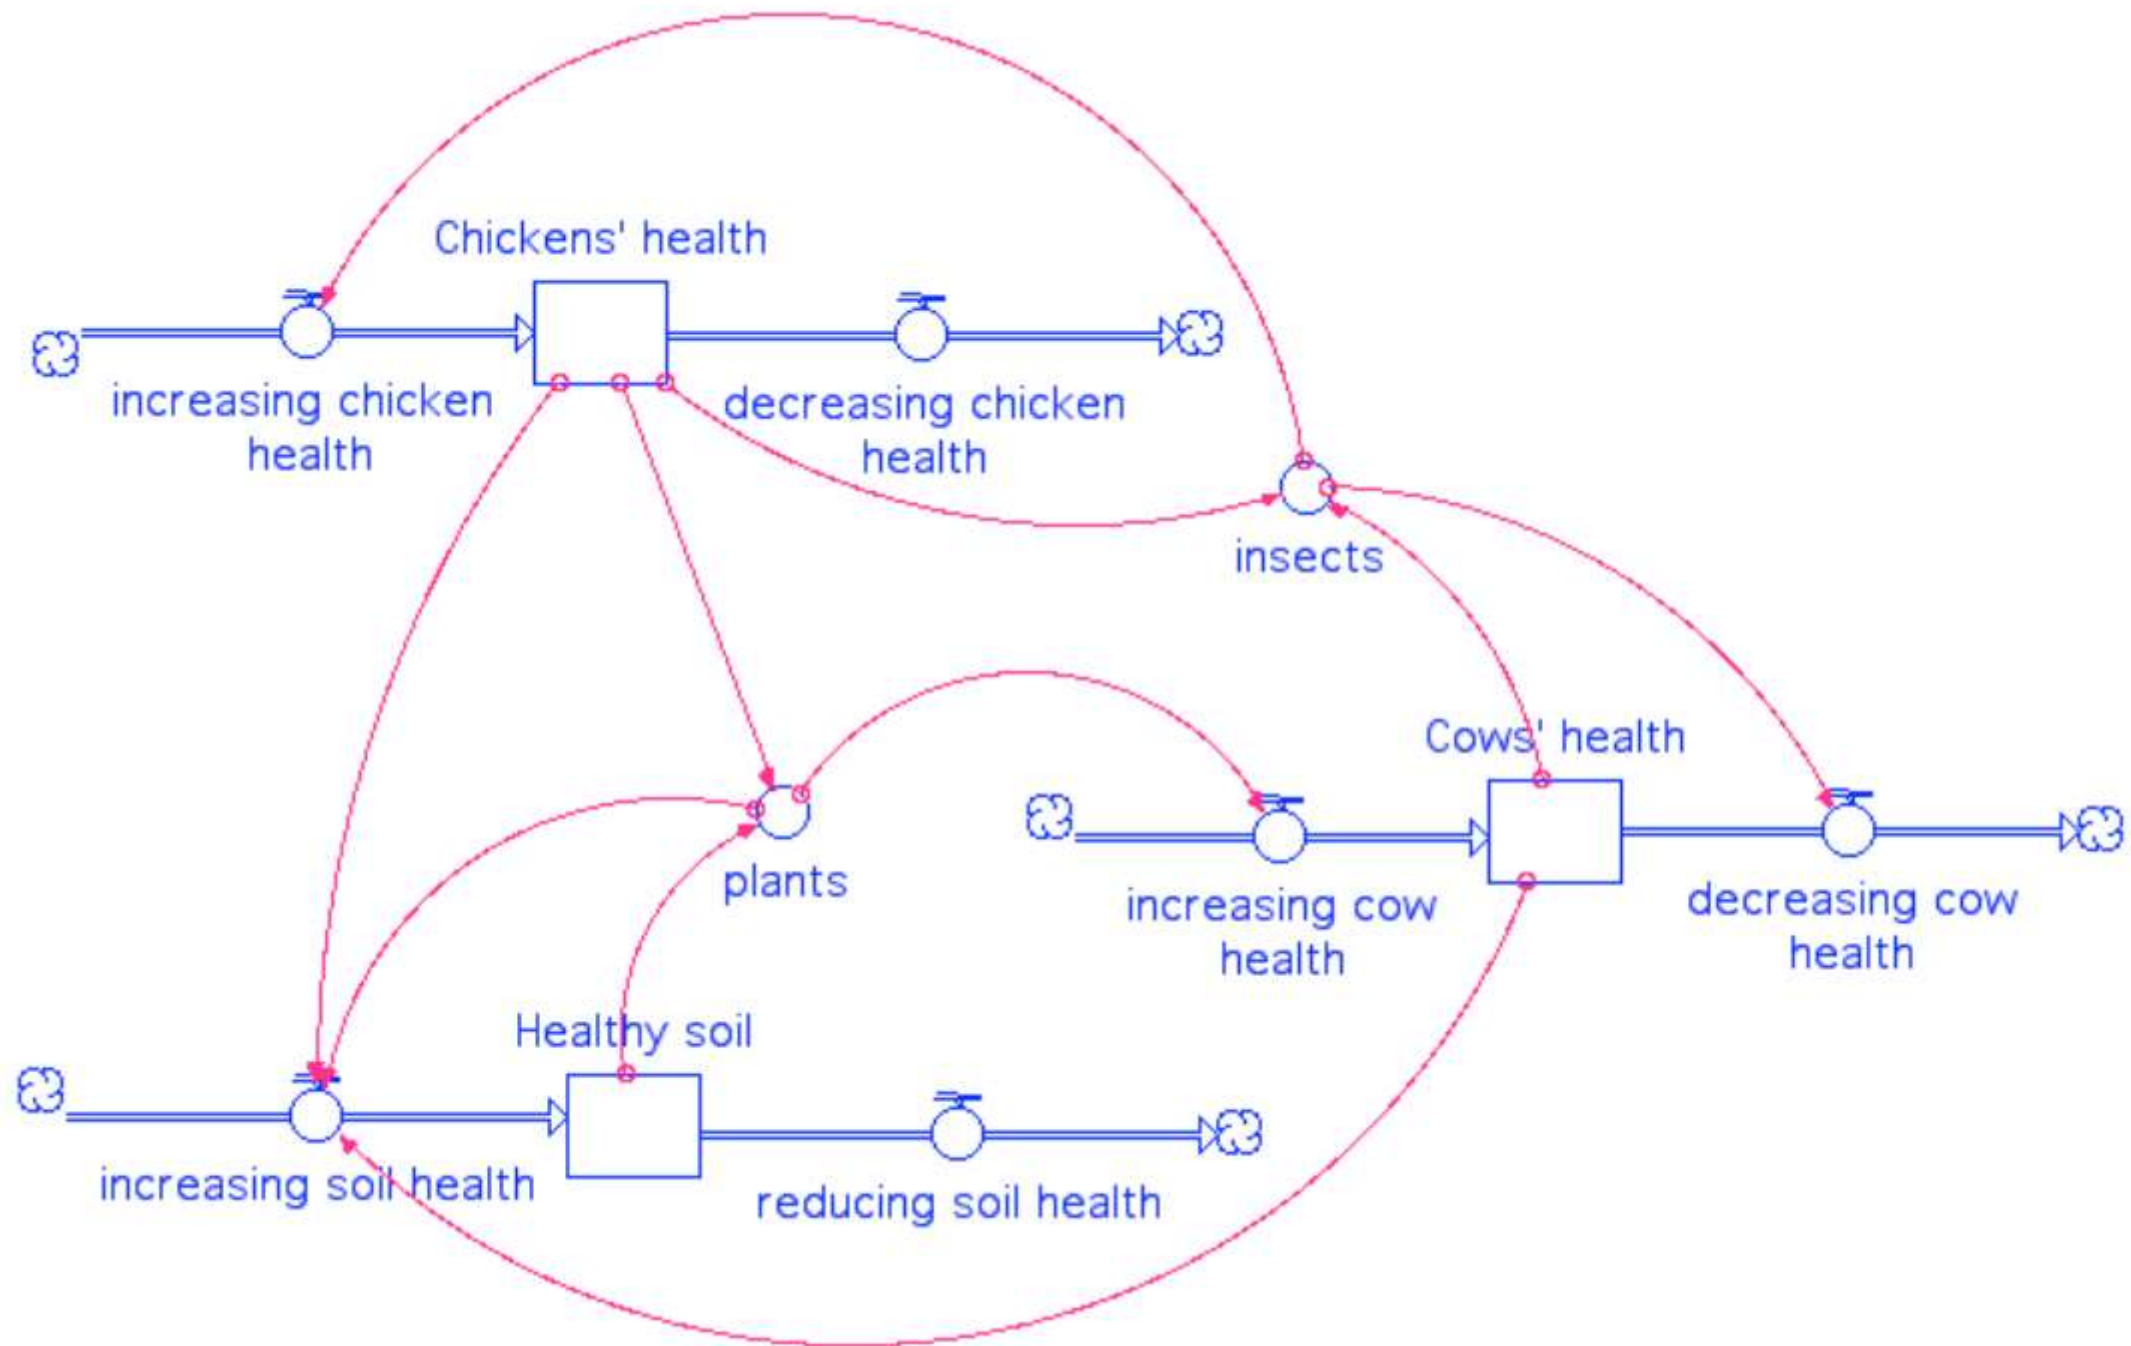 Chickens' health
increasing chicken
health
decreasing chicken
health
insects
plants
Cows' health
increasing cow
health
decreasing cow
health
Healthy soil
increasing soil health
reducing soil health